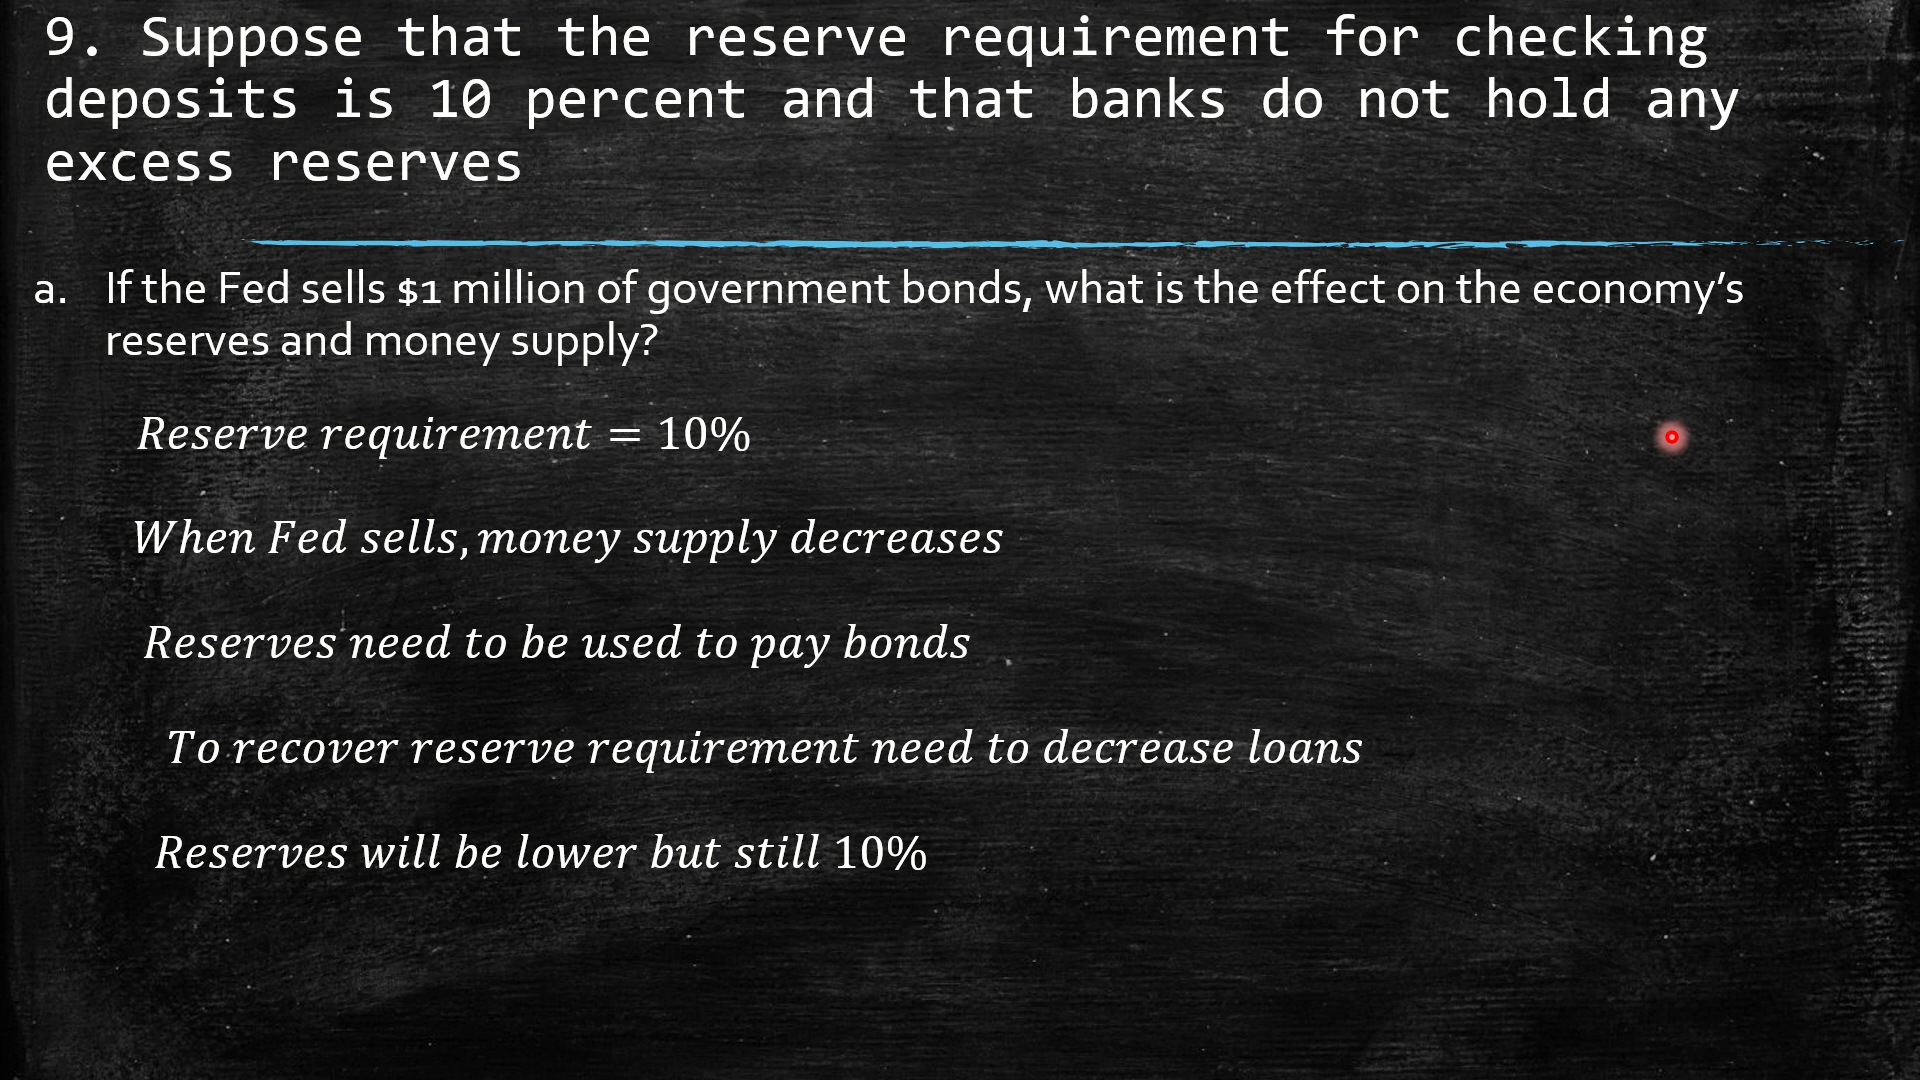 9. Suppose that the reserve requirement for checking
deposits is 10 percent and that banks do not hold any
excess reserves
a. If the Fed sells $1 million of government bonds, what is the effect on the economy’s
reserves and money supply?
Reserve requirement = 10%
When Fed sells, money supply decreases
Reserves need to be used to pay bonds
To recover reserve requirement need to decrease loans
Reserves will be lower but still 10%